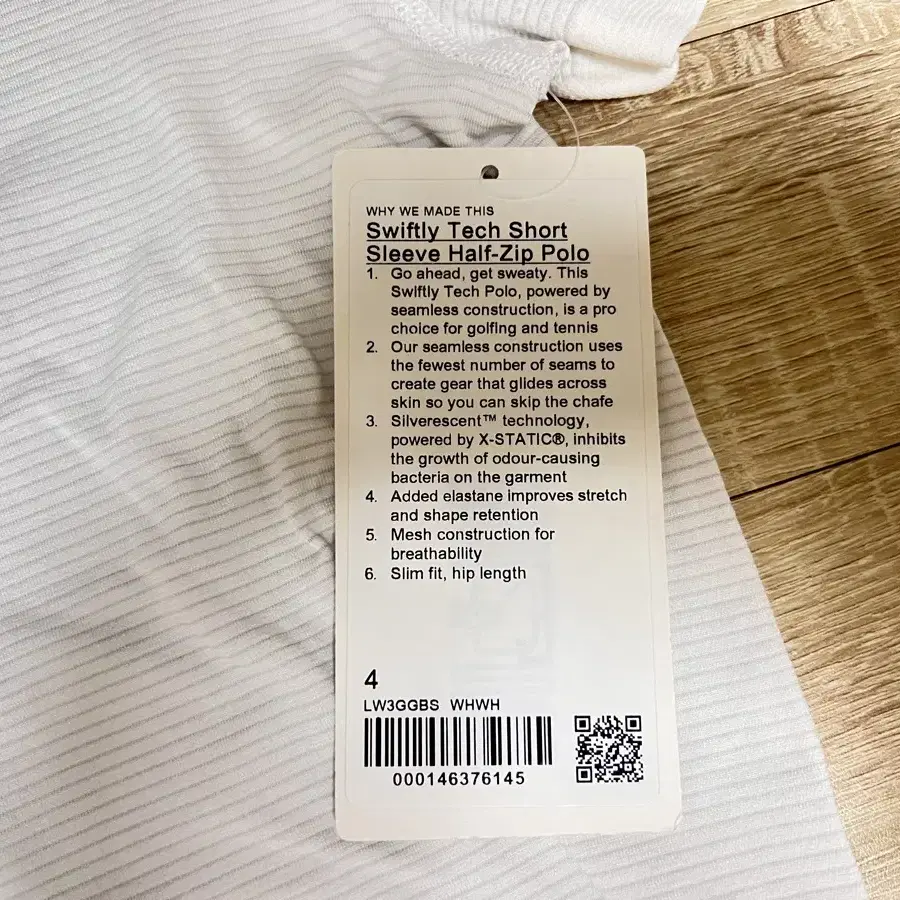 WHY WE MADE THIS
Swiftly Tech Short
Sleeve Half-Zip Polo
1. Go ahead, get sweaty. This
Swiftly Tech Polo, powered by
seamless construction, is a pro
choice for golfing and tennis
2. Our seamless construction uses
the fewest number of seams to
create gear that glides across
skin so you can skip the chafe
3. Silverescent™ technology,
powered by X-STATIC®, inhibits
the growth of odour-causing
bacteria on the garment
4. Added elastane improves stretch
and shape retention
5. Mesh construction for
breathability
6. Slim fit, hip length
4
LW3GGBS WHWH
000146376145